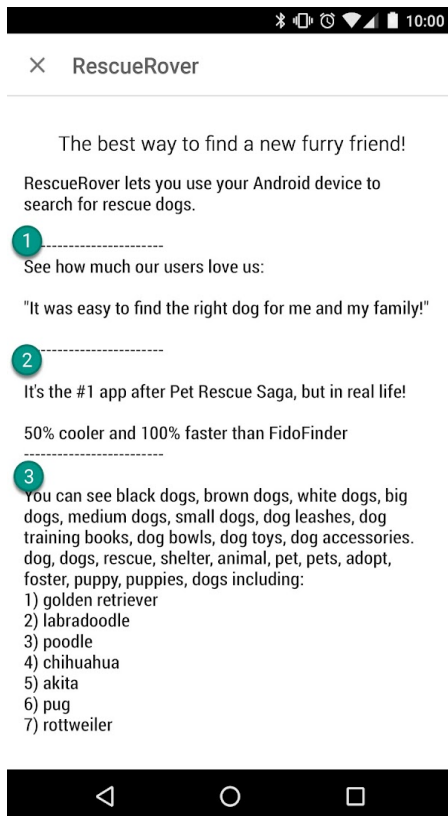 10:00
RescueRover
The best way to find a new furry friend!
RescueRover lets you use your Android device to
search for rescue dogs.
1 ----------------------
See how much our users love us:
"It was easy to find the right dog for me and my family!"
2 ----------------------
It's the #1 app after Pet Rescue Saga, but in real life!
50% cooler and 100% faster than FidoFinder
-------------------------
3
You can see black dogs, brown dogs, white dogs, big
dogs, medium dogs, small dogs, dog leashes, dog
training books, dog bowls, dog toys, dog accessories.
dog, dogs, rescue, shelter, animal, pet, pets, adopt,
foster, puppy, puppies, dogs including:
1) golden retriever
2) labradoodle
3) poodle
4) chihuahua
5) akita
6) pug
7) rottweiler